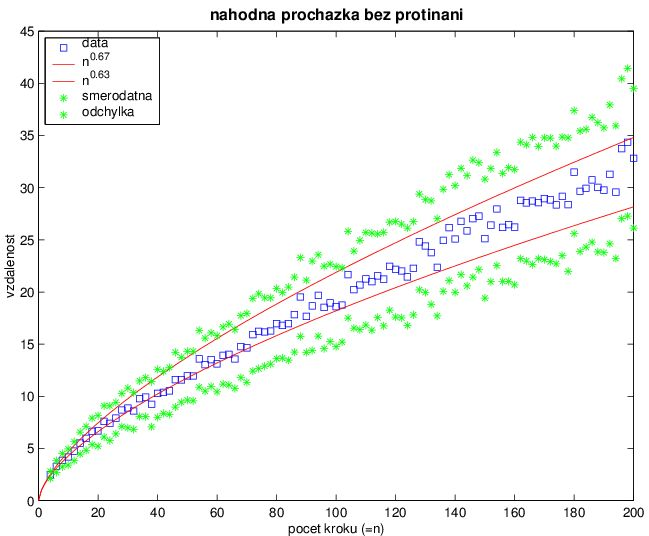 nahodna prochazka bez protinani
45
40
35
30
25
20
15
10
5
0
vzdalenost
data
n^0.67
n^0.63
smerodatna
odchylka
0 20 40 60 80 100 120 140 160 180 200
pocet kroku (=n)